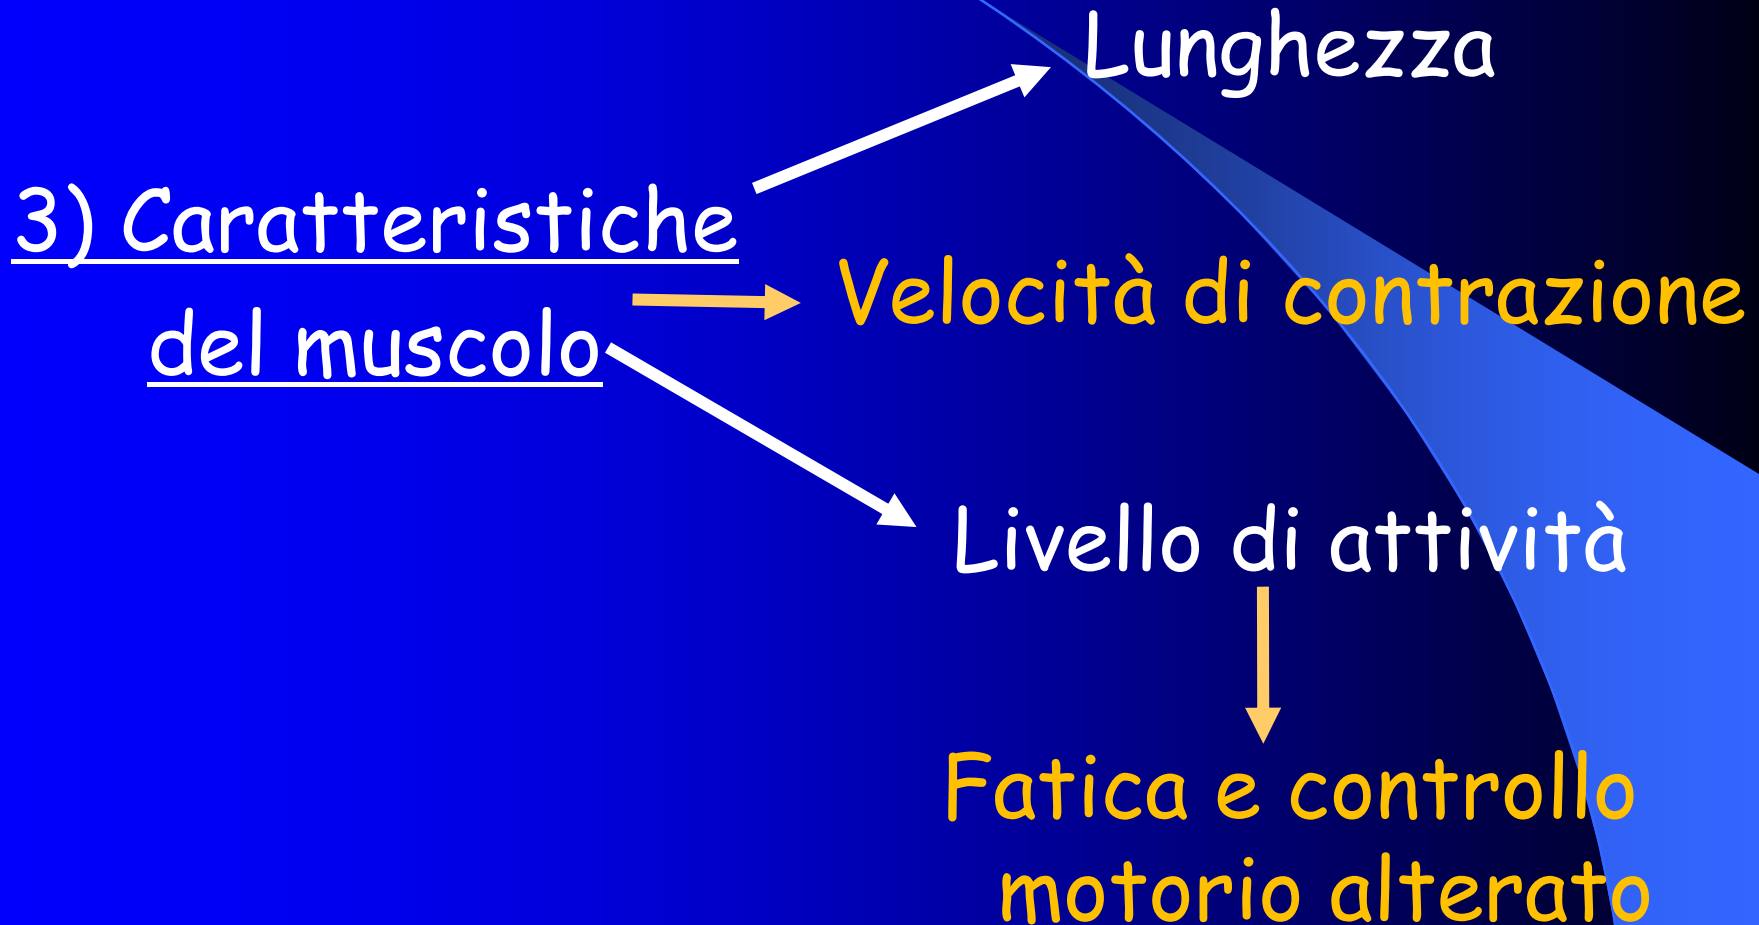 Lunghezza
3) Caratteristiche
del muscolo
Velocità di contrazione
Livello di attività
Fatica e controllo
motorio alterato